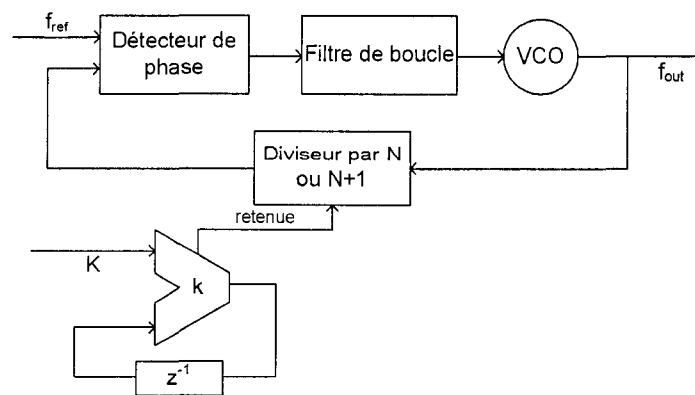 f_ref
Détecteur de
phase
Filtre de boucle
VCO
f_out
Diviseur par N
ou N+1
retenue
K
k
z^-1